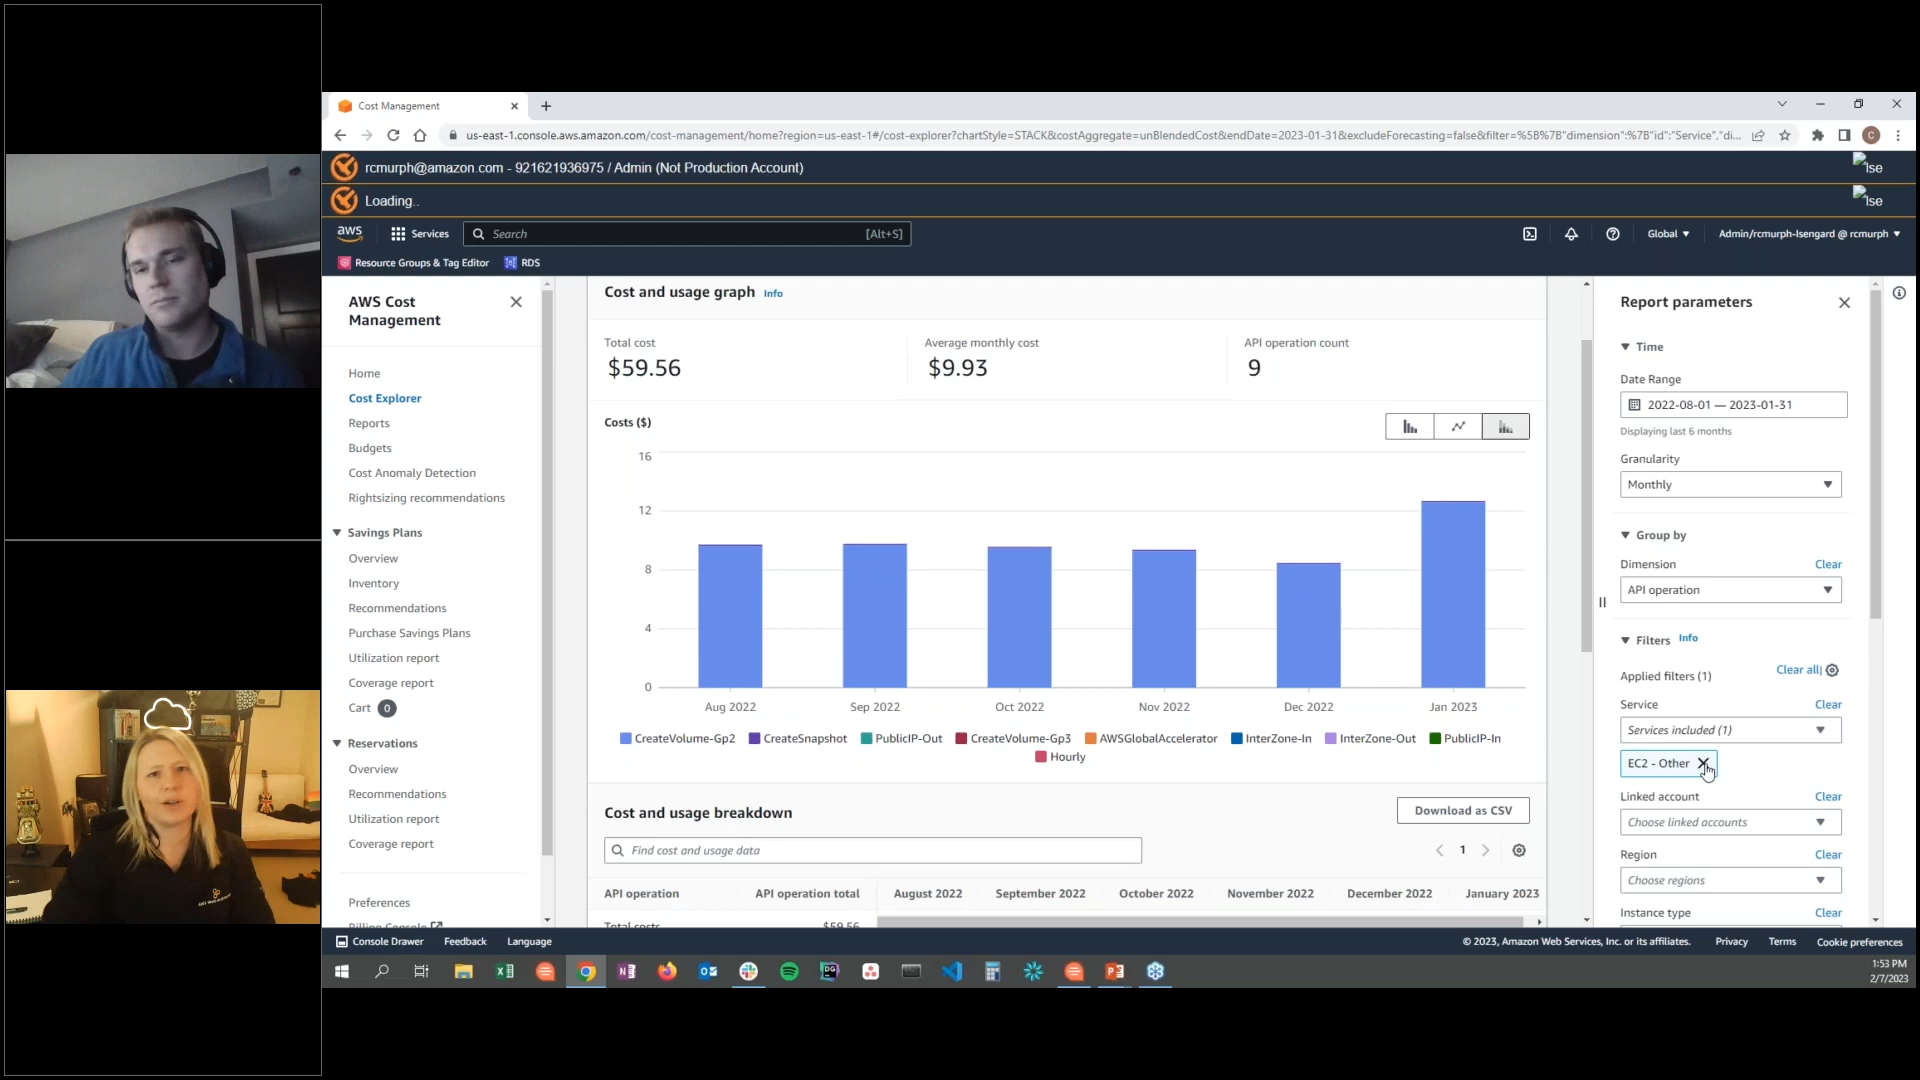 Cost Management
us-east-1.console.aws.amazon.com/cost-management/home?region=us-east-1#/cost-explorer?chartStyle=STACK&costAggregate=unBlendedCost&endDate=2023-01-31&excludeForecasting=false&filter=%5B%7B"dimension":%7B"id":"Service","di...
C
rcmurph@amazon.com - 921621936975 / Admin (Not Production Account)
Ise
Loading..
Ise
aws
Services
Search
[Alt+S]
Global
Admin/rcmurph-Isengard @ rcmurph
Resource Groups & Tag Editor
RDS
AWS Cost
Management
Home
Cost Explorer
Reports
Budgets
Cost Anomaly Detection
Rightsizing recommendations
Savings Plans
Overview
Inventory
Recommendations
Purchase Savings Plans
Utilization report
Coverage report
Cart 0
Reservations
Overview
Recommendations
Utilization report
Coverage report
Preferences
Billing Console
Cost and usage graph Info
Total cost
$59.56
Average monthly cost
$9.93
API operation count
9
Costs ($)
16
12
8
4
0
Aug 2022
Sep 2022
Oct 2022
Nov 2022
Dec 2022
Jan 2023
CreateVolume-Gp2
CreateSnapshot
PublicIP-Out
CreateVolume-Gp3
AWSGlobalAccelerator
InterZone-In
InterZone-Out
PublicIP-In
Hourly
Cost and usage breakdown
Download as CSV
Find cost and usage data
1
API operation
API operation total
August 2022
September 2022
October 2022
November 2022
December 2022
January 2023
Total costs
$59.56
Report parameters
Time
Date Range
2022-08-01 — 2023-01-31
Displaying last 6 months
Granularity
Monthly
Group by
Dimension
Clear
API operation
Filters Info
Applied filters (1)
Clear all
Service
Clear
Services included (1)
EC2 - Other
Linked account
Clear
Choose linked accounts
Region
Clear
Choose regions
Instance type
Clear
Console Drawer
Feedback
Language
© 2023, Amazon Web Services, Inc. or its affiliates.
Privacy
Terms
Cookie preferences
1:53 PM
2/7/2023